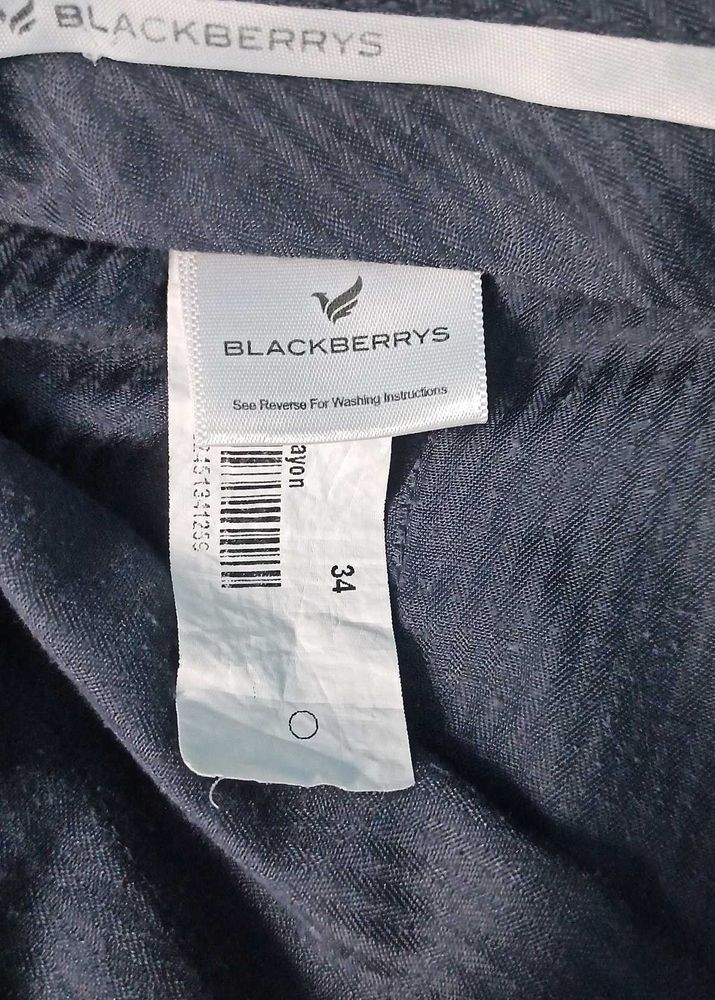 BLACKBERRYS
BLACKBERRYS
See Reverse For Washing Instructions
ayon
34